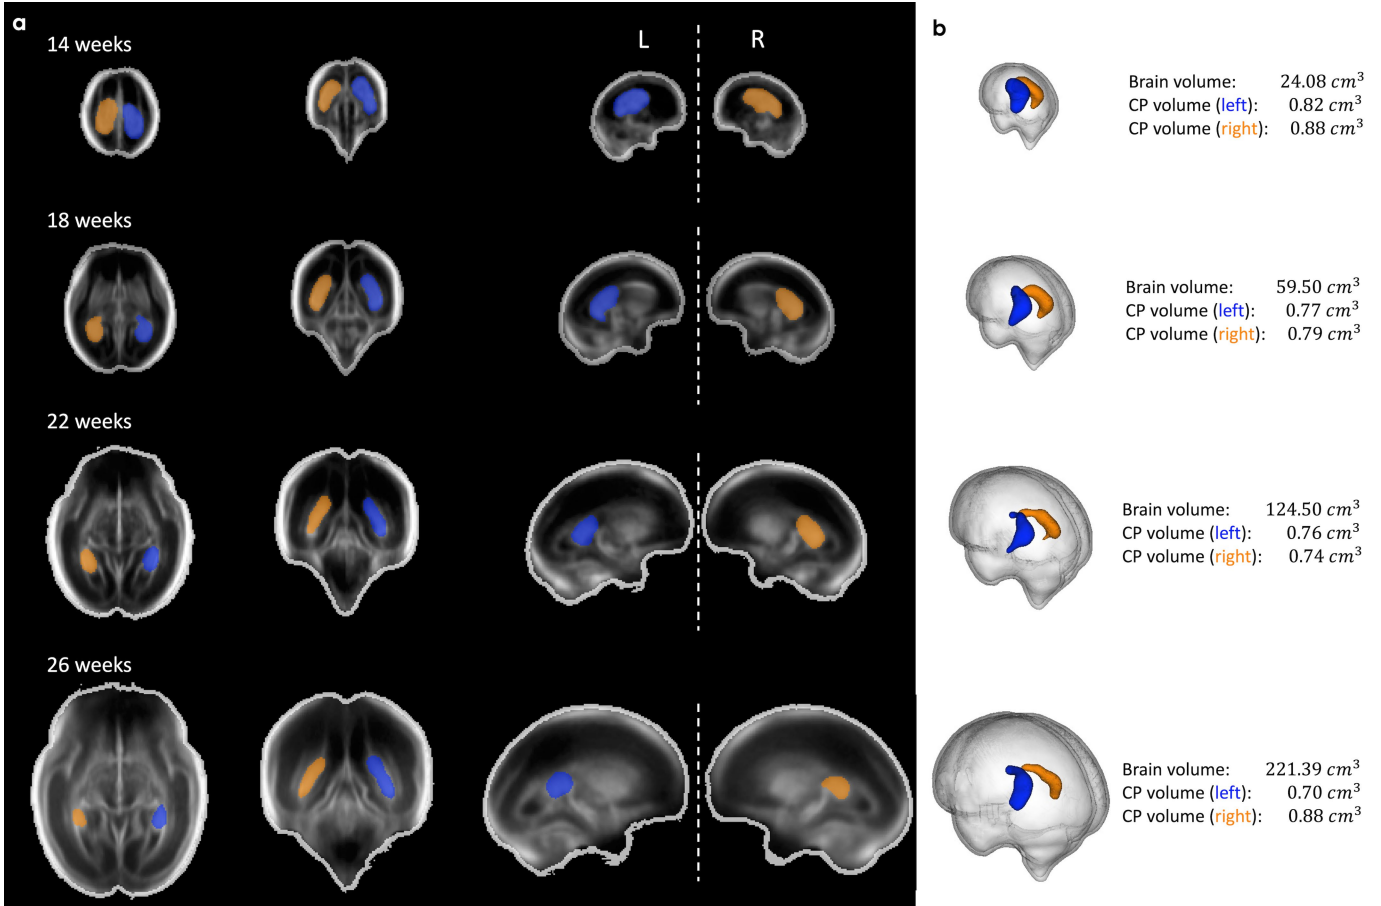 a
14 weeks
L
R
18 weeks
22 weeks
26 weeks
b
Brain volume: 24.08 cm³
CP volume (left): 0.82 cm³
CP volume (right): 0.88 cm³
Brain volume: 59.50 cm³
CP volume (left): 0.77 cm³
CP volume (right): 0.79 cm³
Brain volume: 124.50 cm³
CP volume (left): 0.76 cm³
CP volume (right): 0.74 cm³
Brain volume: 221.39 cm³
CP volume (left): 0.70 cm³
CP volume (right): 0.88 cm³